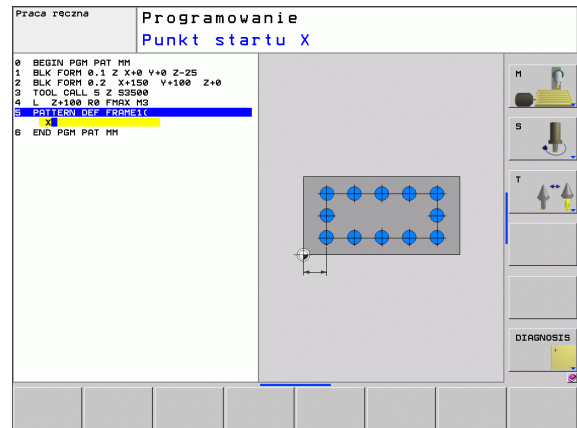 Praca ręczna
Programowanie
Punkt startu X
0 BEGIN PGM PAT MM
1 BLK FORM 0.1 Z X+0 Y+0 Z-25
2 BLK FORM 0.2 X+150 Y+100 Z+0
3 TOOL CALL 5 Z S3500
4 L Z+100 R0 FMAX M3
5 PATTERN DEF FRAME1(
X
6 END PGM PAT MM
M
S
T
DIAGNOSIS